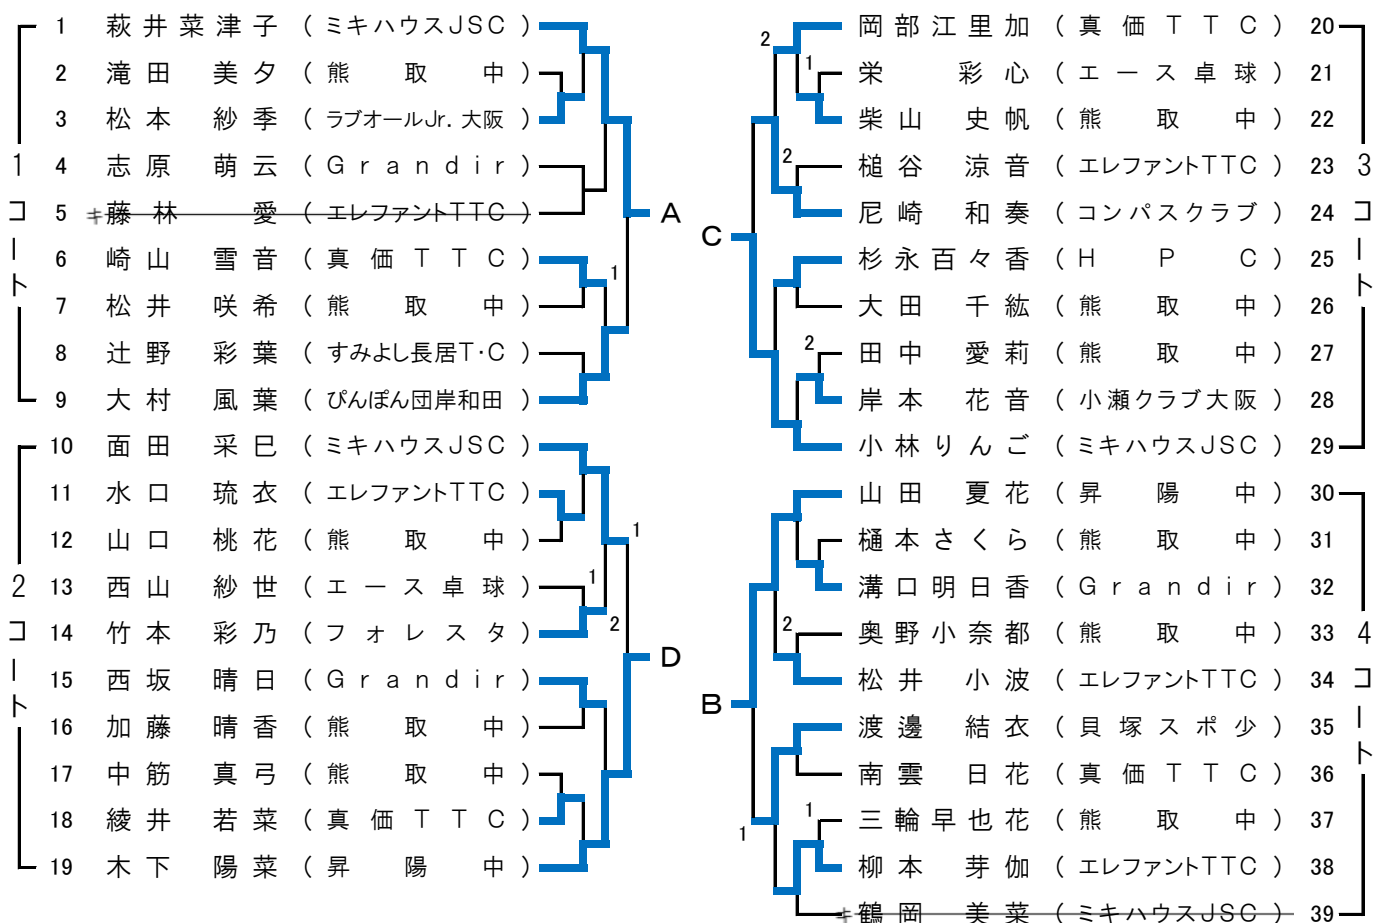 1 萩井菜津子 (ミキハウスJSC)
2 滝田 美夕 (熊取中)
3 松本 紗季 (ラブオールJr.大阪)
4 志原 萌云 (Grandir)
5 キ 藤林 愛 (エレファントTTC)
6 崎山 雪音 (真価TTC)
7 松井 咲希 (熊取中)
8 辻野 彩葉 (すみよし長居T・C)
9 大村 風葉 (ぴんぽん団岸和田)
1コート
1
A
10 面田 采巳 (ミキハウスJSC)
11 水口 琉衣 (エレファントTTC)
12 山口 桃花 (熊取中)
13 西山 紗世 (エース卓球)
14 竹本 彩乃 (フォレスタ)
15 西坂 晴日 (Grandir)
16 加藤 晴香 (熊取中)
17 中筋 真弓 (熊取中)
18 綾井 若菜 (真価TTC)
19 木下 陽菜 (昇陽中)
2コート
1
1
2
D
岡部江里加 (真価TTC) 20
栄 彩心 (エース卓球) 21
柴山 史帆 (熊取中) 22
槌谷 涼音 (エレファントTTC) 23
尼崎 和奏 (コンパスクラブ) 24
杉永百々香 (HPC) 25
大田 千紘 (熊取中) 26
田中 愛莉 (熊取中) 27
岸本 花音 (小瀬クラブ大阪) 28
小林りんご (ミキハウスJSC) 29
3コート
2
1
2
2
C
山田 夏花 (昇陽中) 30
樋本さくら (熊取中) 31
溝口明日香 (Grandir) 32
奥野小奈都 (熊取中) 33
松井 小波 (エレファントTTC) 34
渡邊 結衣 (貝塚スポ少) 35
南雲 日花 (真価TTC) 36
三輪早也花 (熊取中) 37
柳本 芽伽 (エレファントTTC) 38
キ 鶴岡 美菜 (ミキハウスJSC) 39
4コート
2
1
1
B